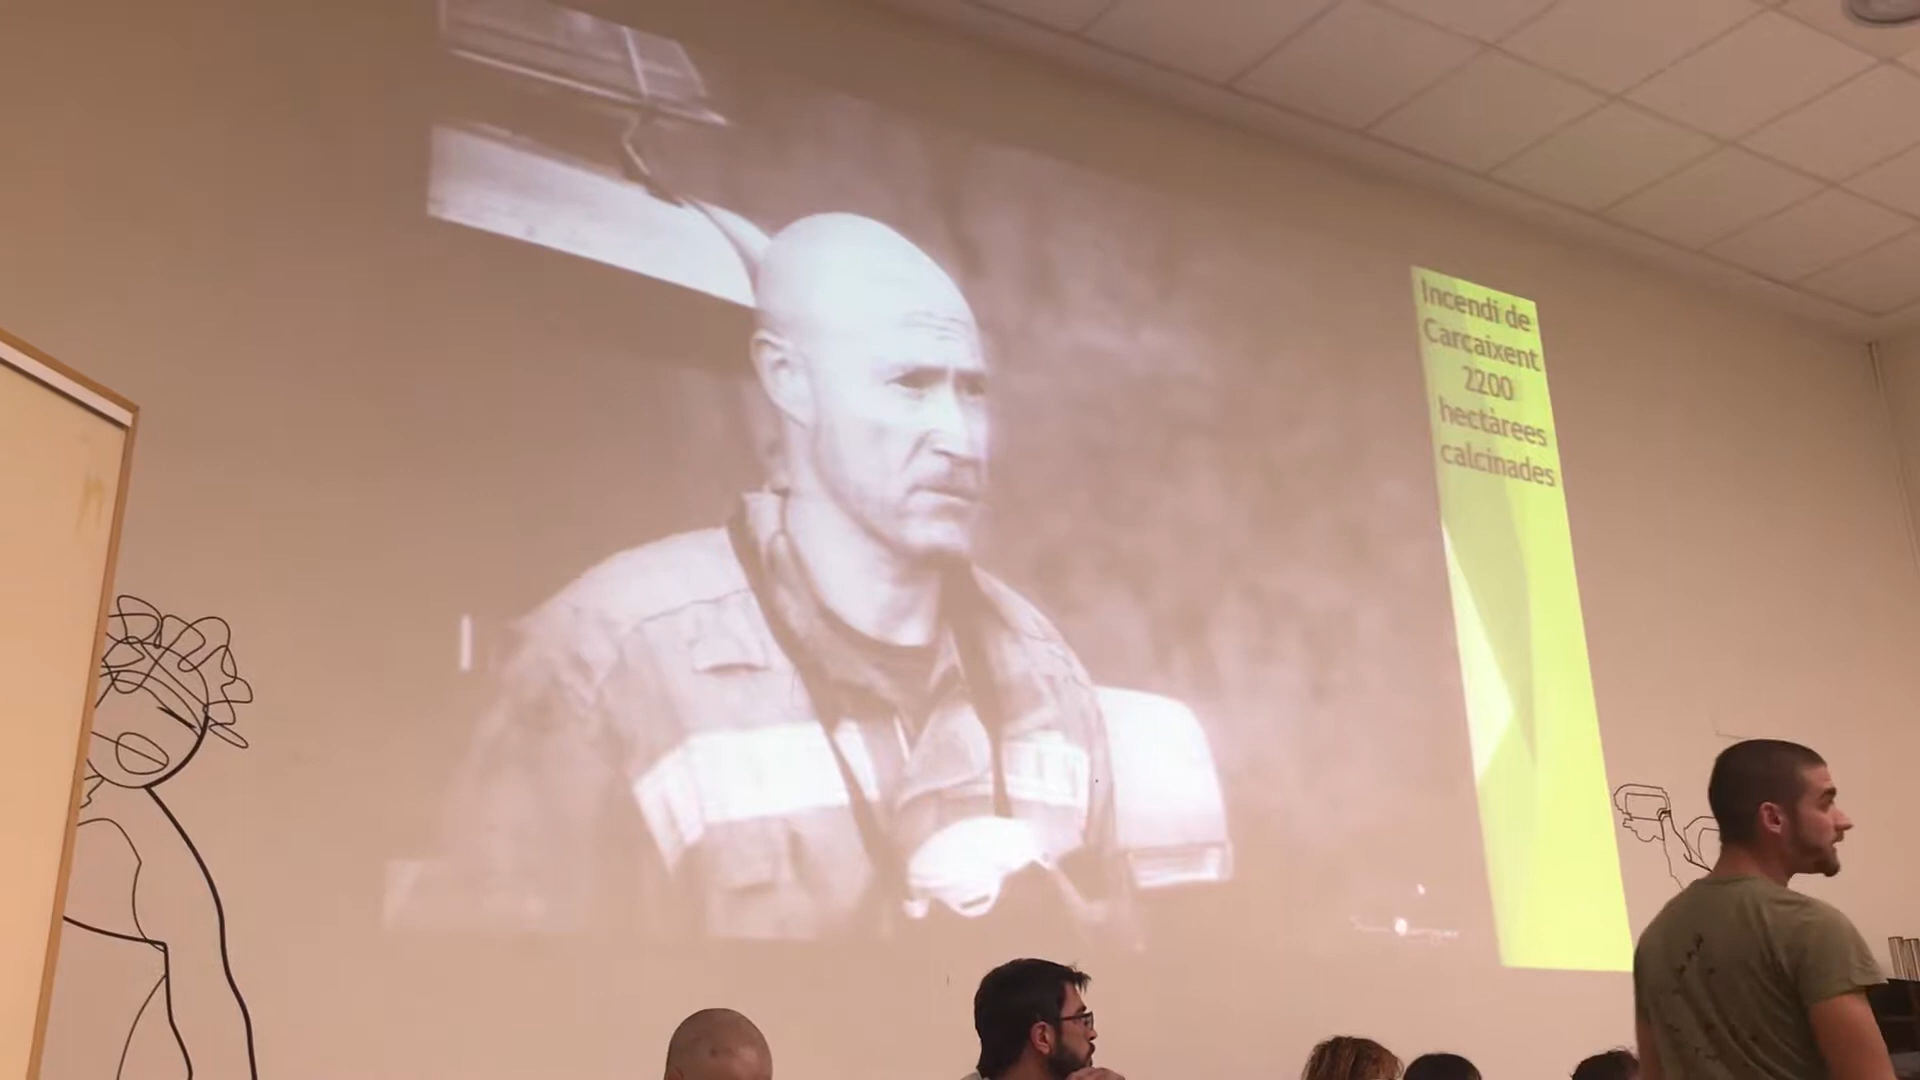 Incendi de
Carcaixent
2200
hectàrees
calcinades